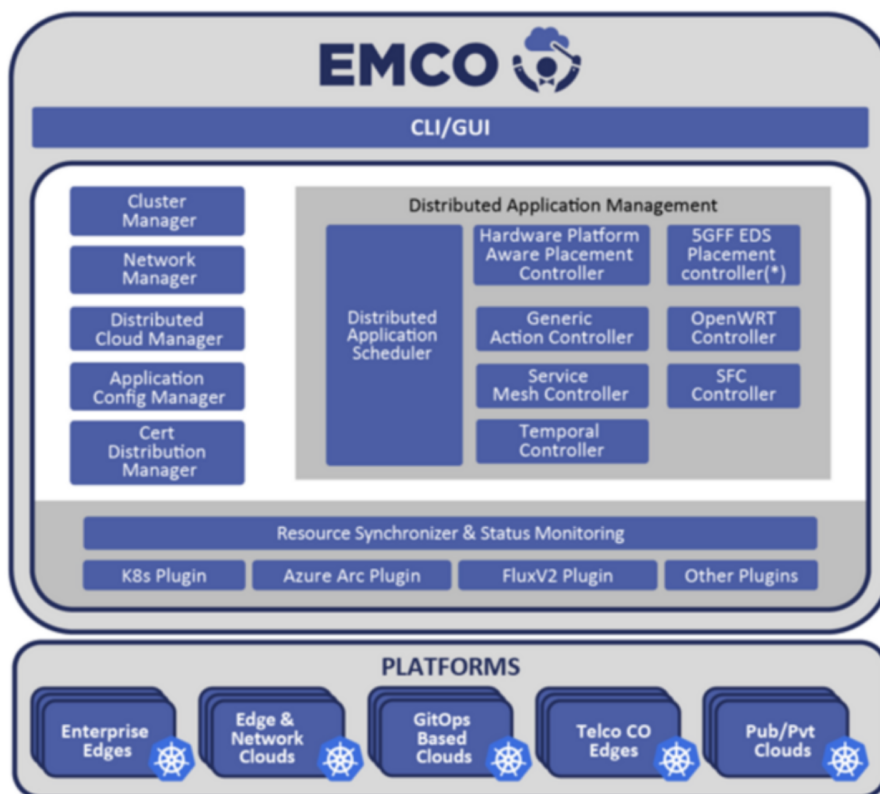 EMCO
CLI/GUI
Cluster
Manager
Network
Manager
Distributed
Cloud Manager
Application
Config Manager
Cert
Distribution
Manager
Distributed Application Management
Distributed
Application
Scheduler
Hardware Platform
Aware Placement
Controller
5GFF EDS
Placement
controller(*)
Generic
Action Controller
OpenWRT
Controller
Service
Mesh Controller
SFC
Controller
Temporal
Controller
Resource Synchronizer & Status Monitoring
K8s Plugin
Azure Arc Plugin
FluxV2 Plugin
Other Plugins
PLATFORMS
Enterprise
Edges
Edge &
Network
Clouds
GitOps
Based
Clouds
Telco CO
Edges
Pub/Pvt
Clouds